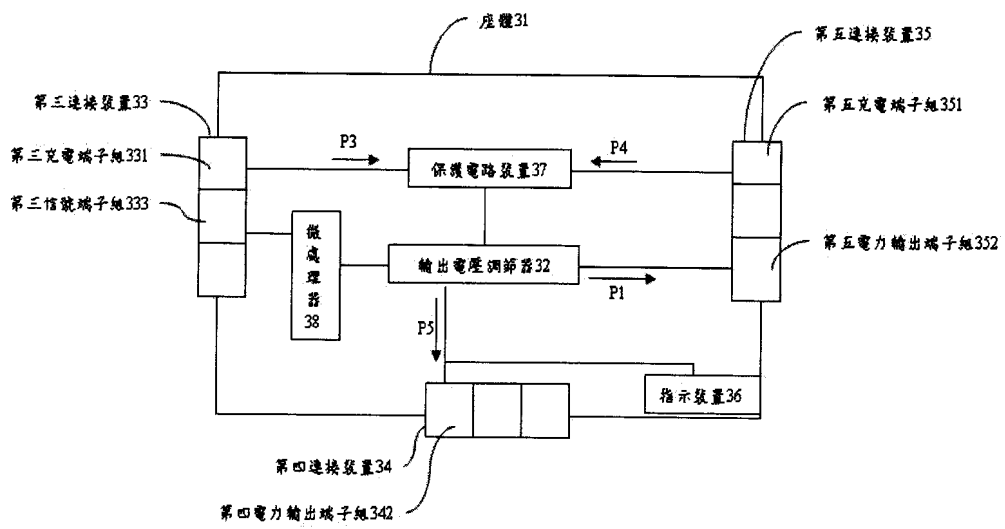 座體31
第五連接裝置35
第三連接裝置33
第五充電端子組351
P3
P4
第三充電端子組331
保護電路裝置37
第三信號端子組333
微處理器38
第五電力輸出端子組352
輸出電壓調節器32
P1
P5
指示裝置36
第四連接裝置34
第四電力輸出端子組342